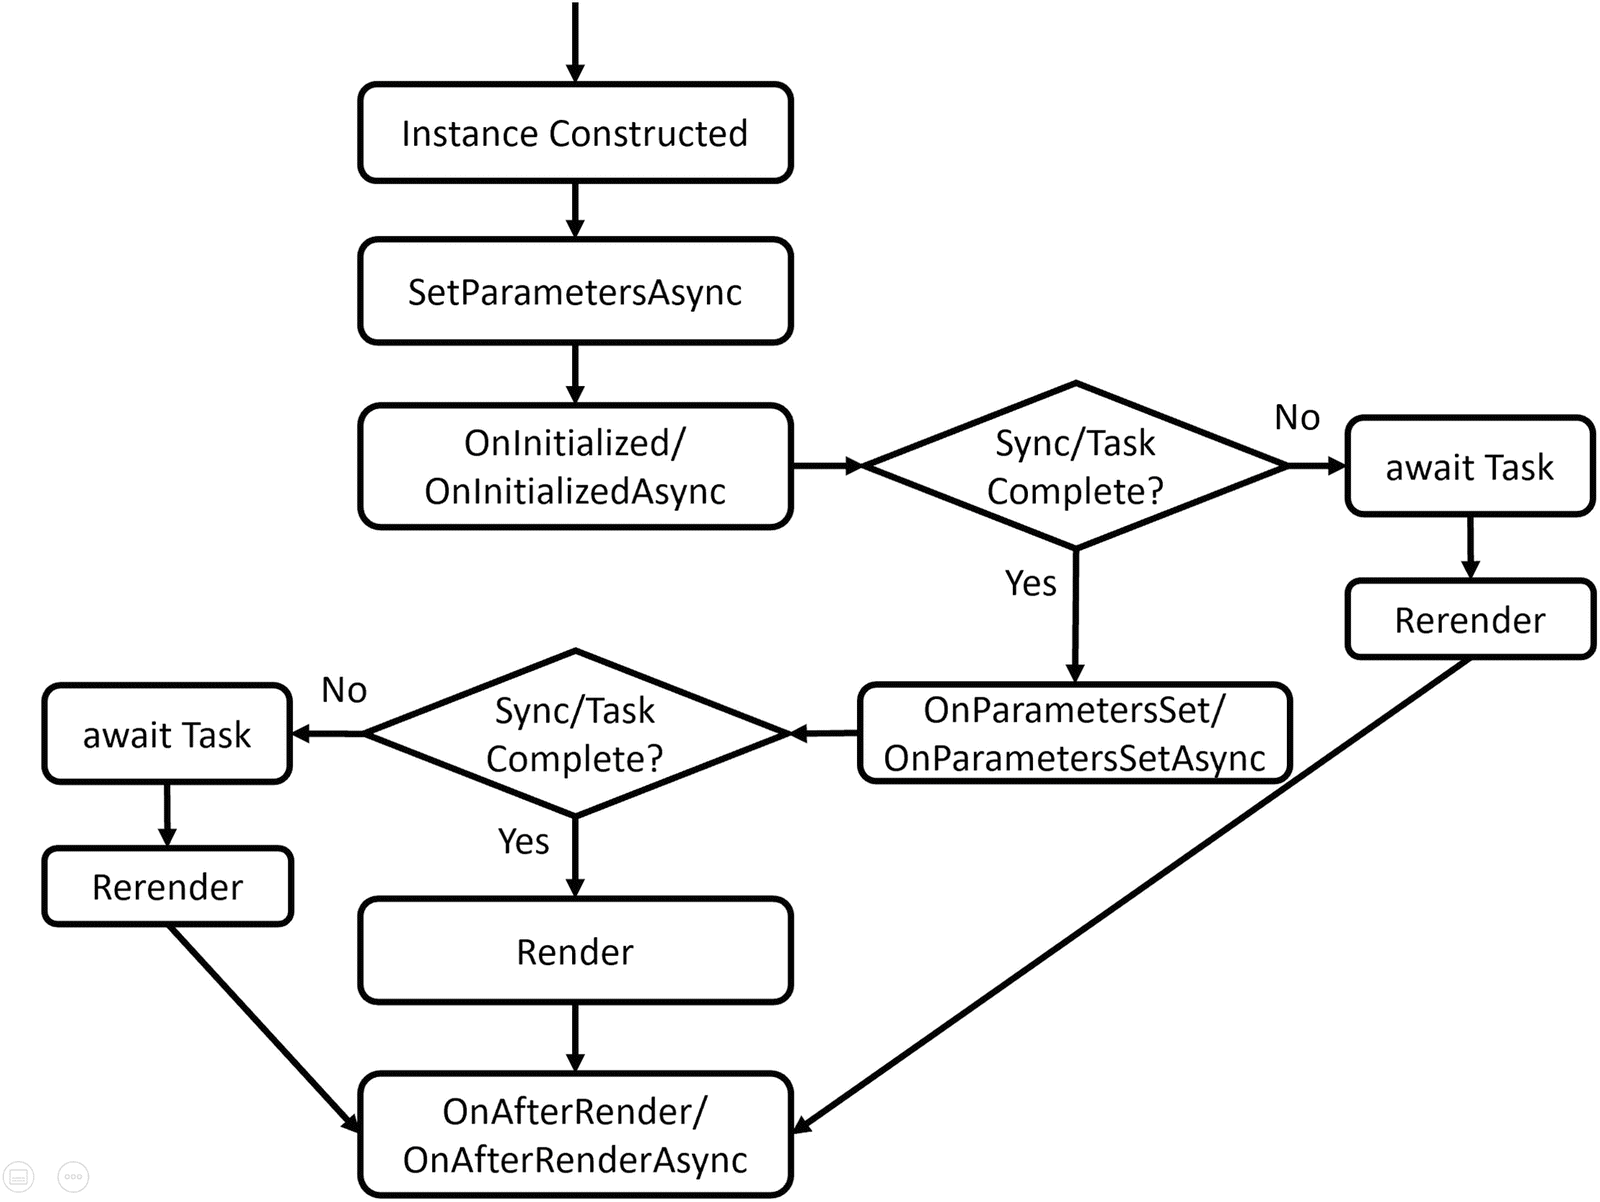 Instance Constructed
SetParametersAsync
OnInitialized/
OnInitializedAsync
Sync/Task
Complete?
No
await Task
Rerender
Yes
OnParametersSet/
OnParametersSetAsync
Sync/Task
Complete?
No
await Task
Rerender
Yes
Render
OnAfterRender/
OnAfterRenderAsync